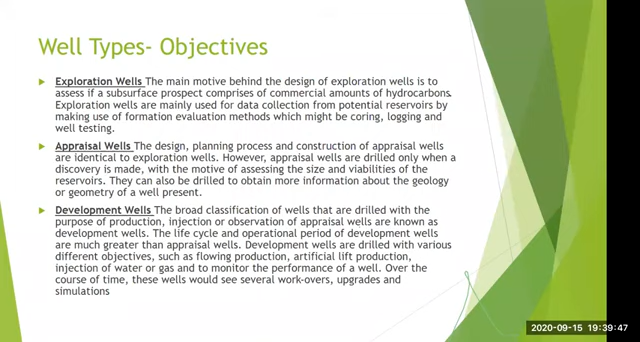 Well Types- Objectives
Exploration Wells The main motive behind the design of exploration wells is to
assess if a subsurface prospect comprises of commercial amounts of hydrocarbons.
Exploration wells are mainly used for data collection from potential reservoirs by
making use of formation evaluation methods which might be coring, logging and
well testing.
Appraisal Wells The design, planning process and construction of appraisal wells
are identical to exploration wells. However, appraisal wells are drilled only when a
discovery is made, with the motive of assessing the size and viabilities of the
reservoirs. They can also be drilled to obtain more information about the geology
or geometry of a well present.
Development Wells The broad classification of wells that are drilled with the
purpose of production, injection or observation of appraisal wells are known as
development wells. The life cycle and operational period of development wells
are much greater than appraisal wells. Development wells are drilled with various
different objectives, such as flowing production, artificial lift production,
injection of water or gas and to monitor the performance of a well. Over the
course of time, these wells would see several work-overs, upgrades and
simulations
2020-09-15 19:39:47